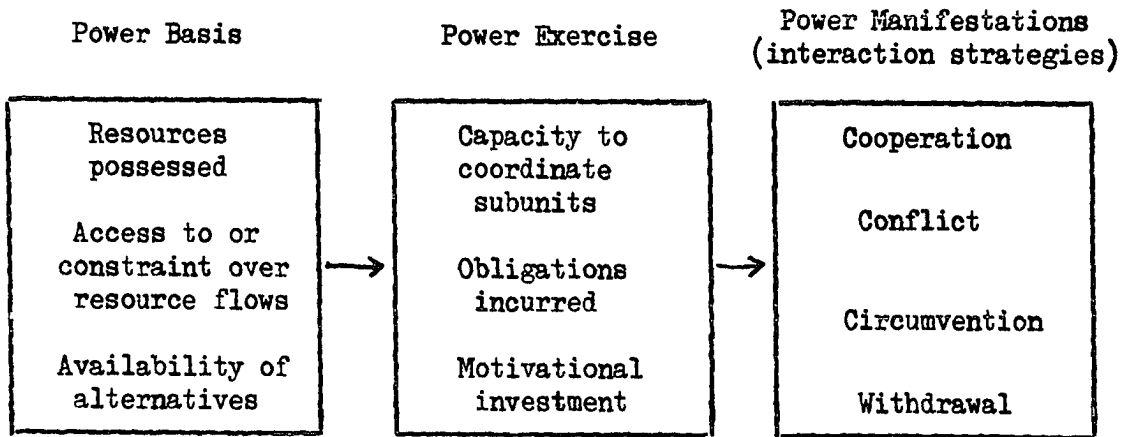 Power Basis
Power Exercise
Power Manifestations
(interaction strategies)
Resources
possessed
Access to or
constraint over
resource flows
Availability of
alternatives
Capacity to
coordinate
subunits
Obligations
incurred
Motivational
investment
Cooperation
Conflict
Circumvention
Withdrawal